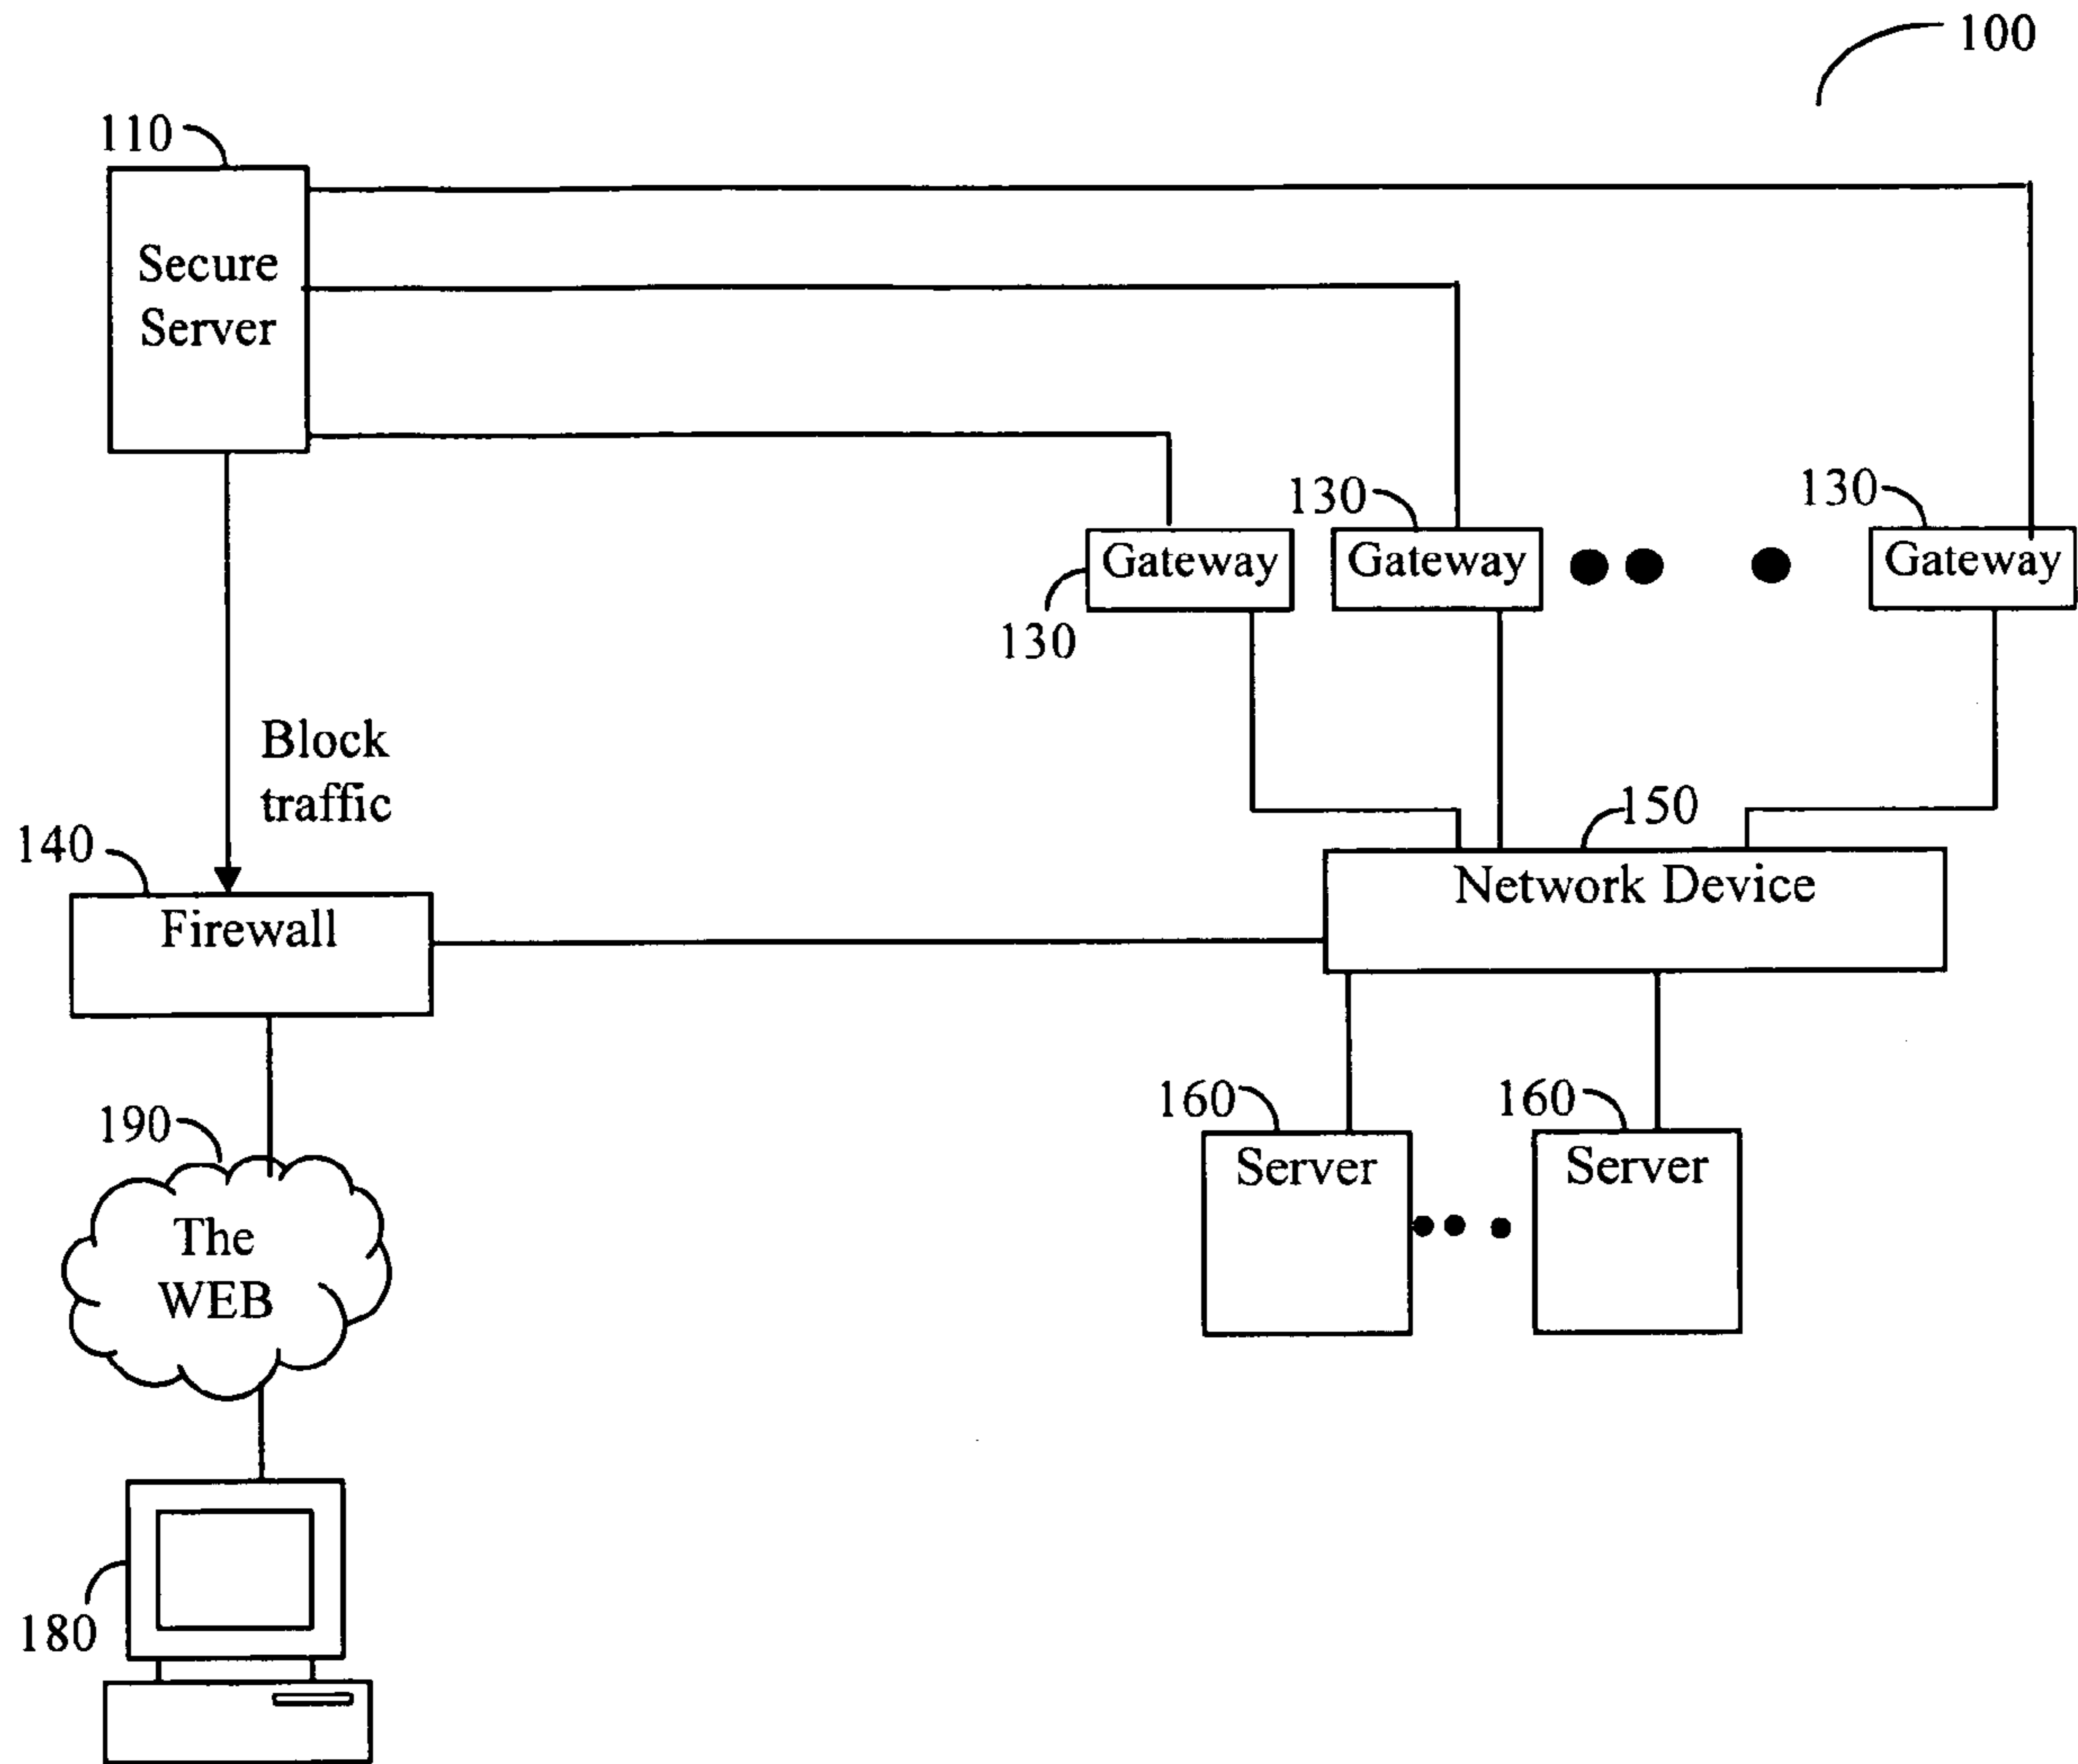 100
110
Secure
Server
130
130
Gateway
Gateway
Gateway
130
Block
traffic
150
140
Network Device
Firewall
160
160
190
Server
Server
The
WEB
180